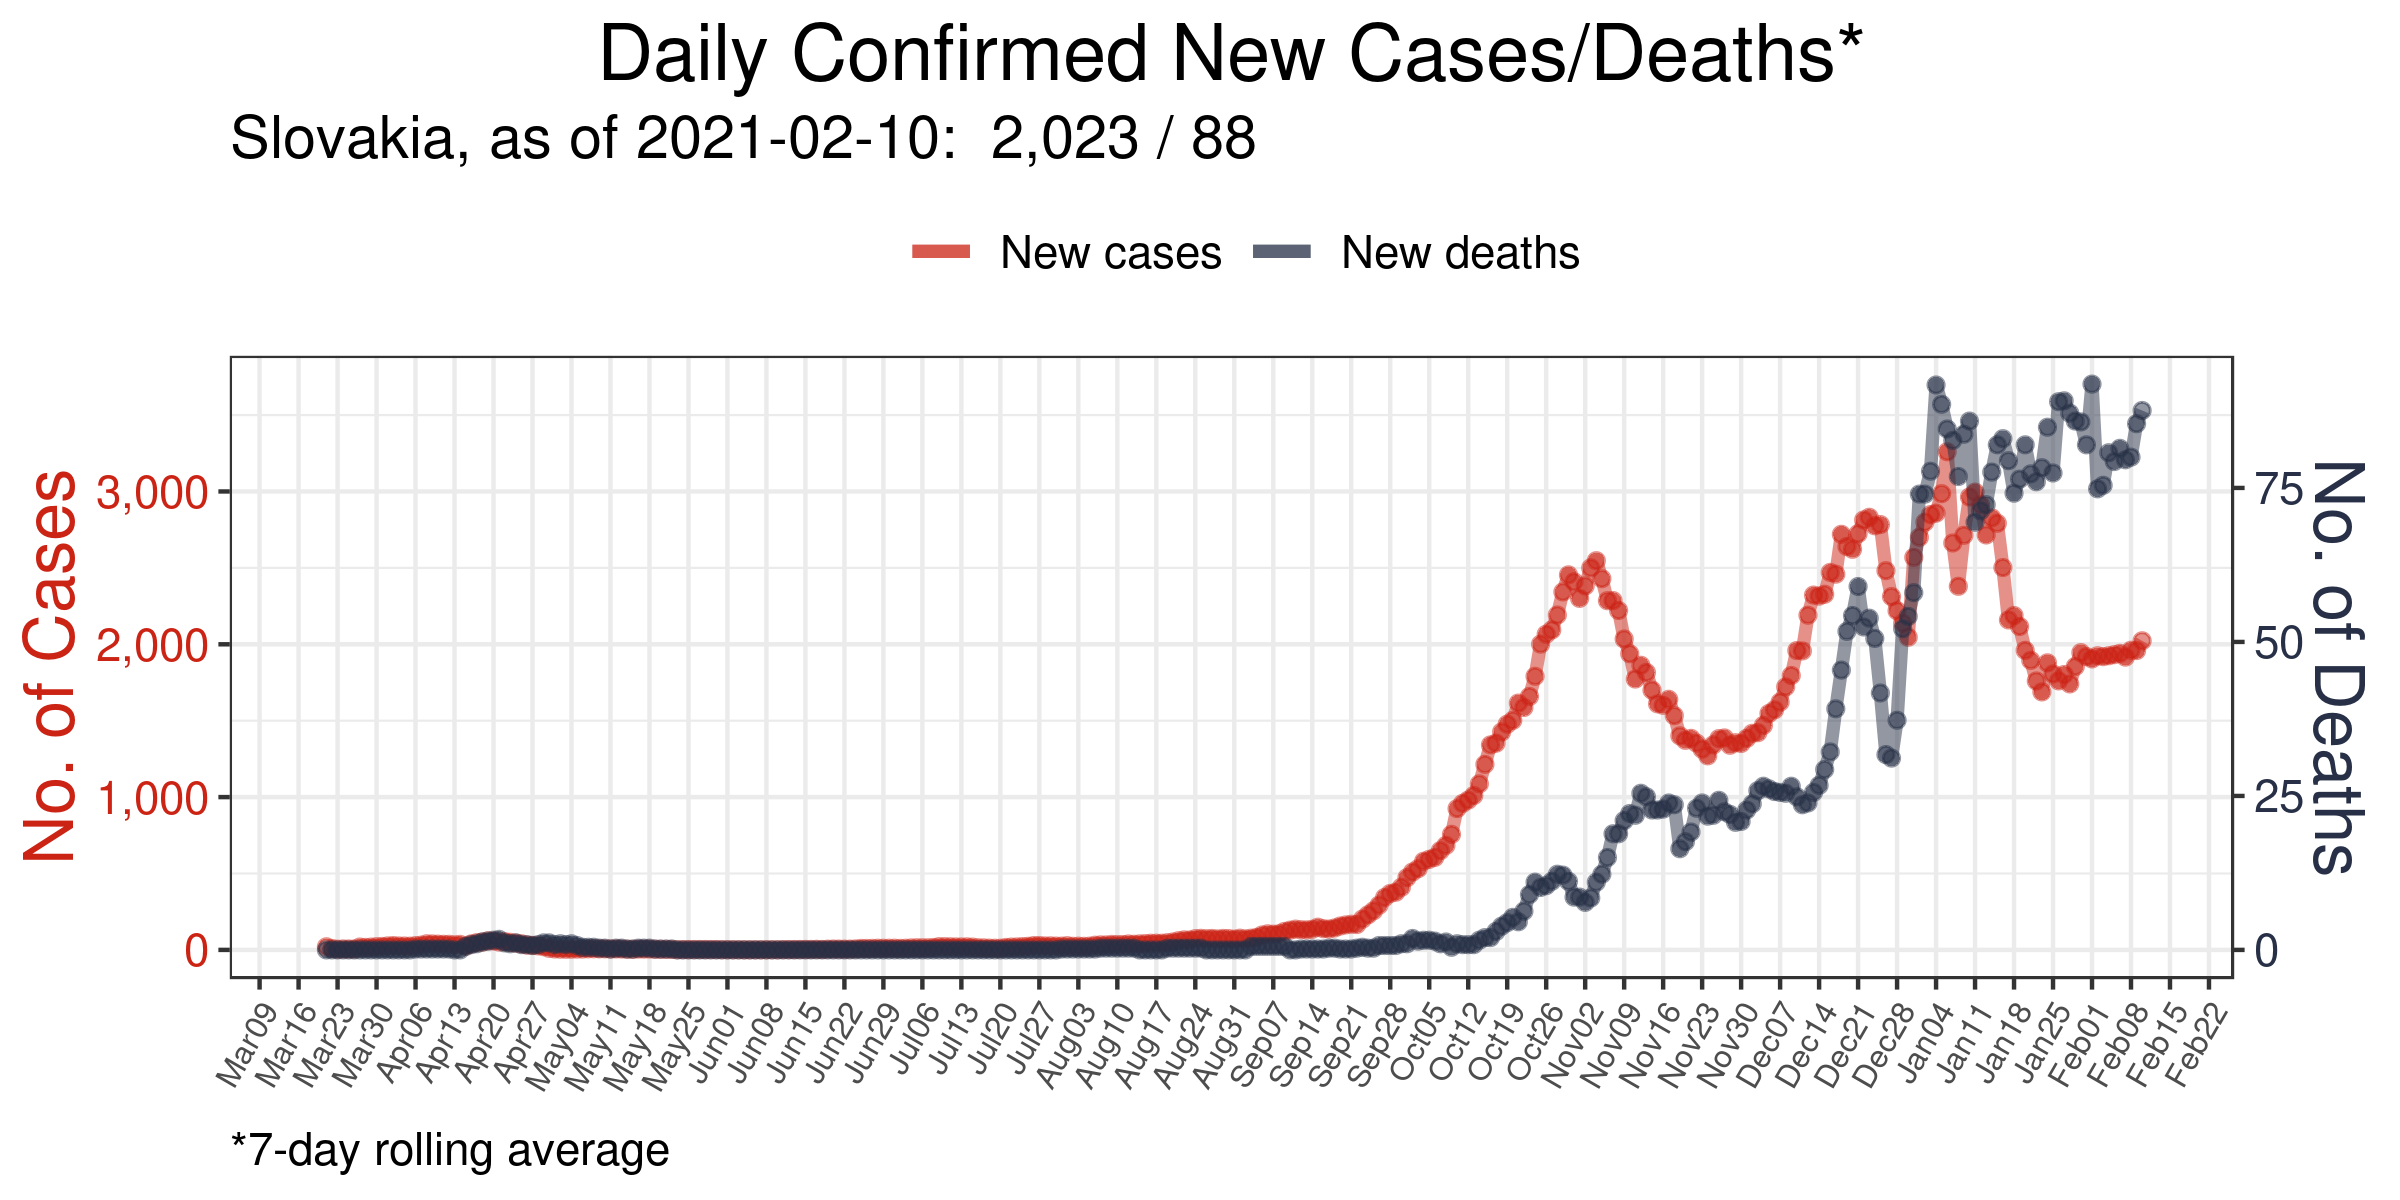 Daily Confirmed New Cases/Deaths*
Slovakia, as of 2021-02-10:  2,023 / 88
New cases
New deaths
No. of Cases
3,000
2,000
1,000
0
75
50
25
0
No. of Deaths
Mar09
Mar16
Mar23
Mar30
Apr06
Apr13
Apr20
Apr27
May04
May11
May18
May25
Jun01
Jun08
Jun15
Jun22
Jun29
Jul06
Jul13
Jul20
Jul27
Aug03
Aug10
Aug17
Aug24
Aug31
Sep07
Sep14
Sep21
Sep28
Oct05
Oct12
Oct19
Oct26
Nov02
Nov09
Nov16
Nov23
Nov30
Dec07
Dec14
Dec21
Dec28
Jan04
Jan11
Jan18
Jan25
Feb01
Feb08
Feb15
Feb22
*7-day rolling average